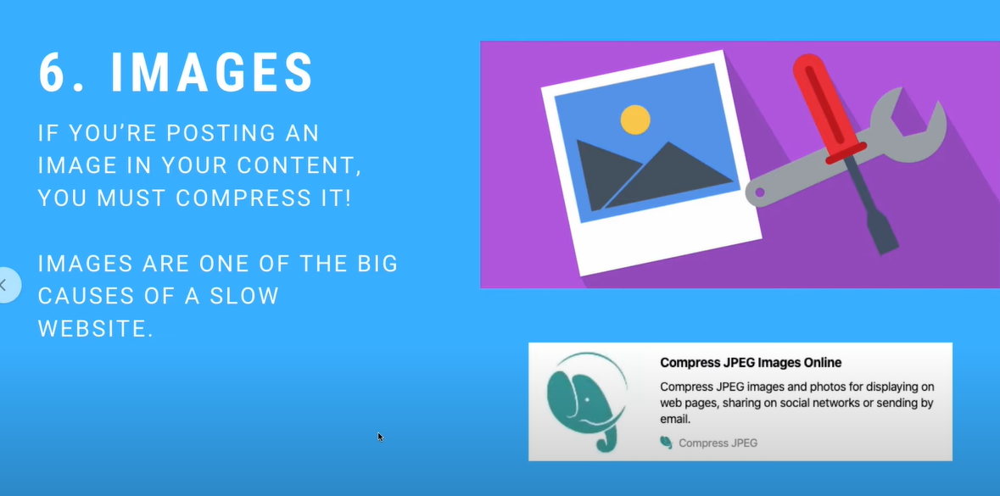 6. IMAGES
IF YOU’RE POSTING AN
IMAGE IN YOUR CONTENT,
YOU MUST COMPRESS IT!
IMAGES ARE ONE OF THE BIG
CAUSES OF A SLOW
WEBSITE.
Compress JPEG Images Online
Compress JPEG images and photos for displaying on
web pages, sharing on social networks or sending by
email.
Compress JPEG